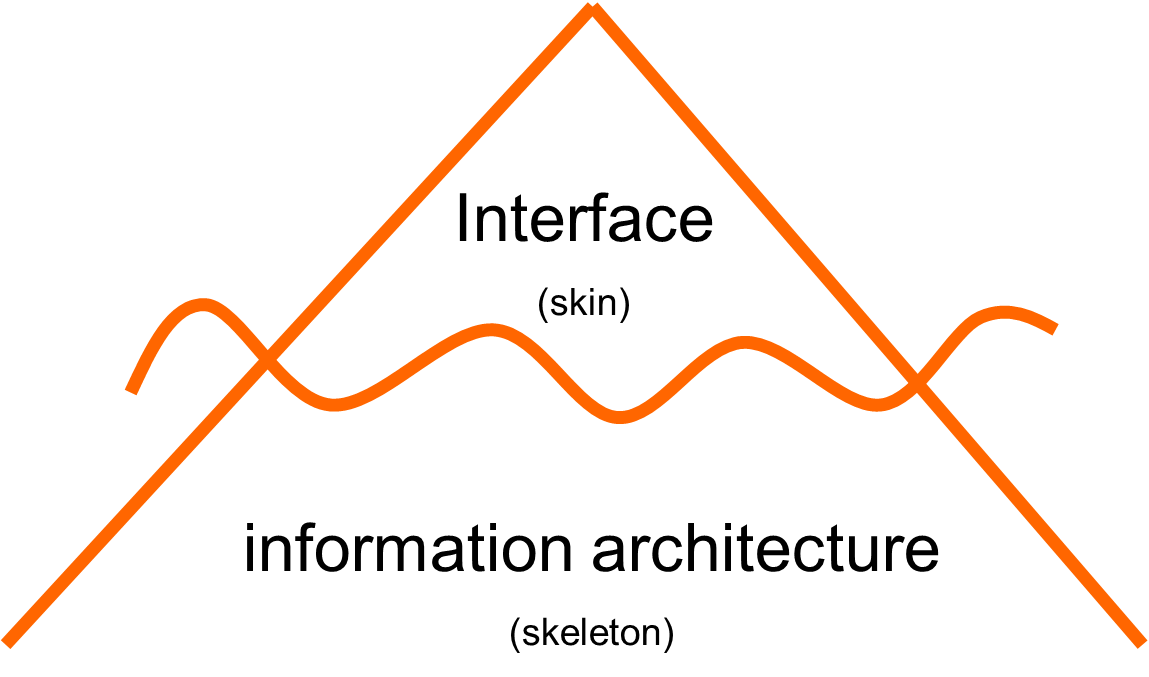 Interface
(skin)
information architecture
(skeleton)